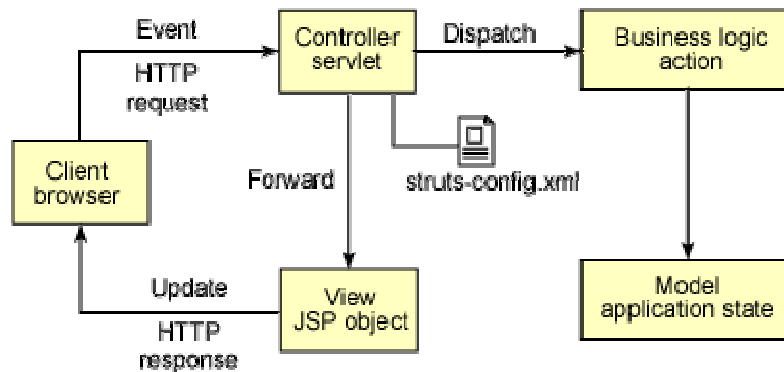 Event
HTTP
request
Controller
servlet
Dispatch
Business logic
action
Client
browser
Forward
struts-config.xml
Update
HTTP
response
View
JSP object
Model
application state